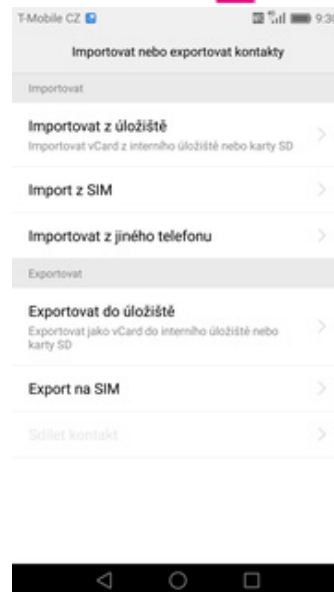 T-Mobile CZ
9:30
Importovat nebo exportovat kontakty
Importovat
Importovat z úložiště
Importovat vCard z interního úložiště nebo karty SD
Import z SIM
Importovat z jiného telefonu
Exportovat
Exportovat do úložiště
Exportovat jako vCard do interního úložiště nebo
karty SD
Export na SIM
Sdílet kontakt